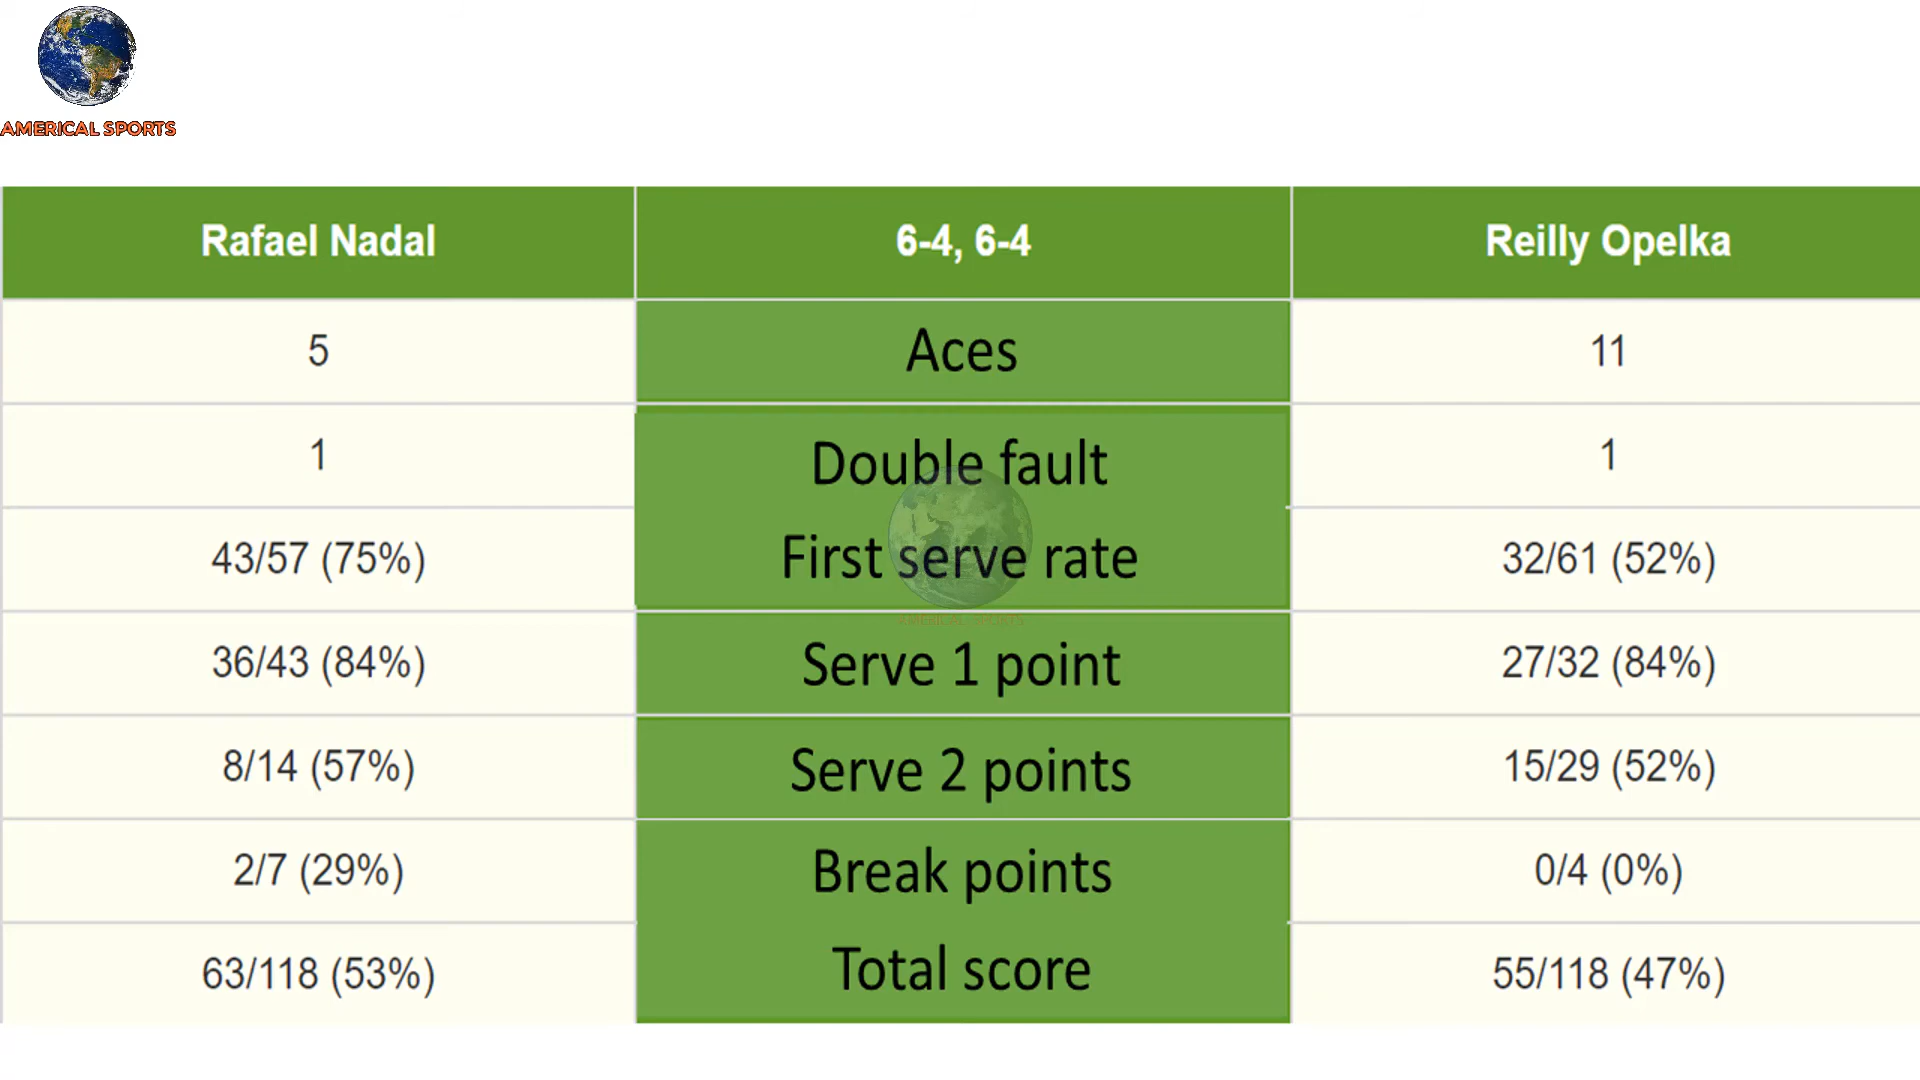 AMERICAL SPORTS
Rafael Nadal 6-4, 6-4 Reilly Opelka
5 Aces 11
1 Double fault 1
43/57 (75%) First serve rate 32/61 (52%)
AMERICAL SPORTS
36/43 (84%) Serve 1 point 27/32 (84%)
8/14 (57%) Serve 2 points 15/29 (52%)
2/7 (29%) Break points 0/4 (0%)
63/118 (53%) Total score 55/118 (47%)